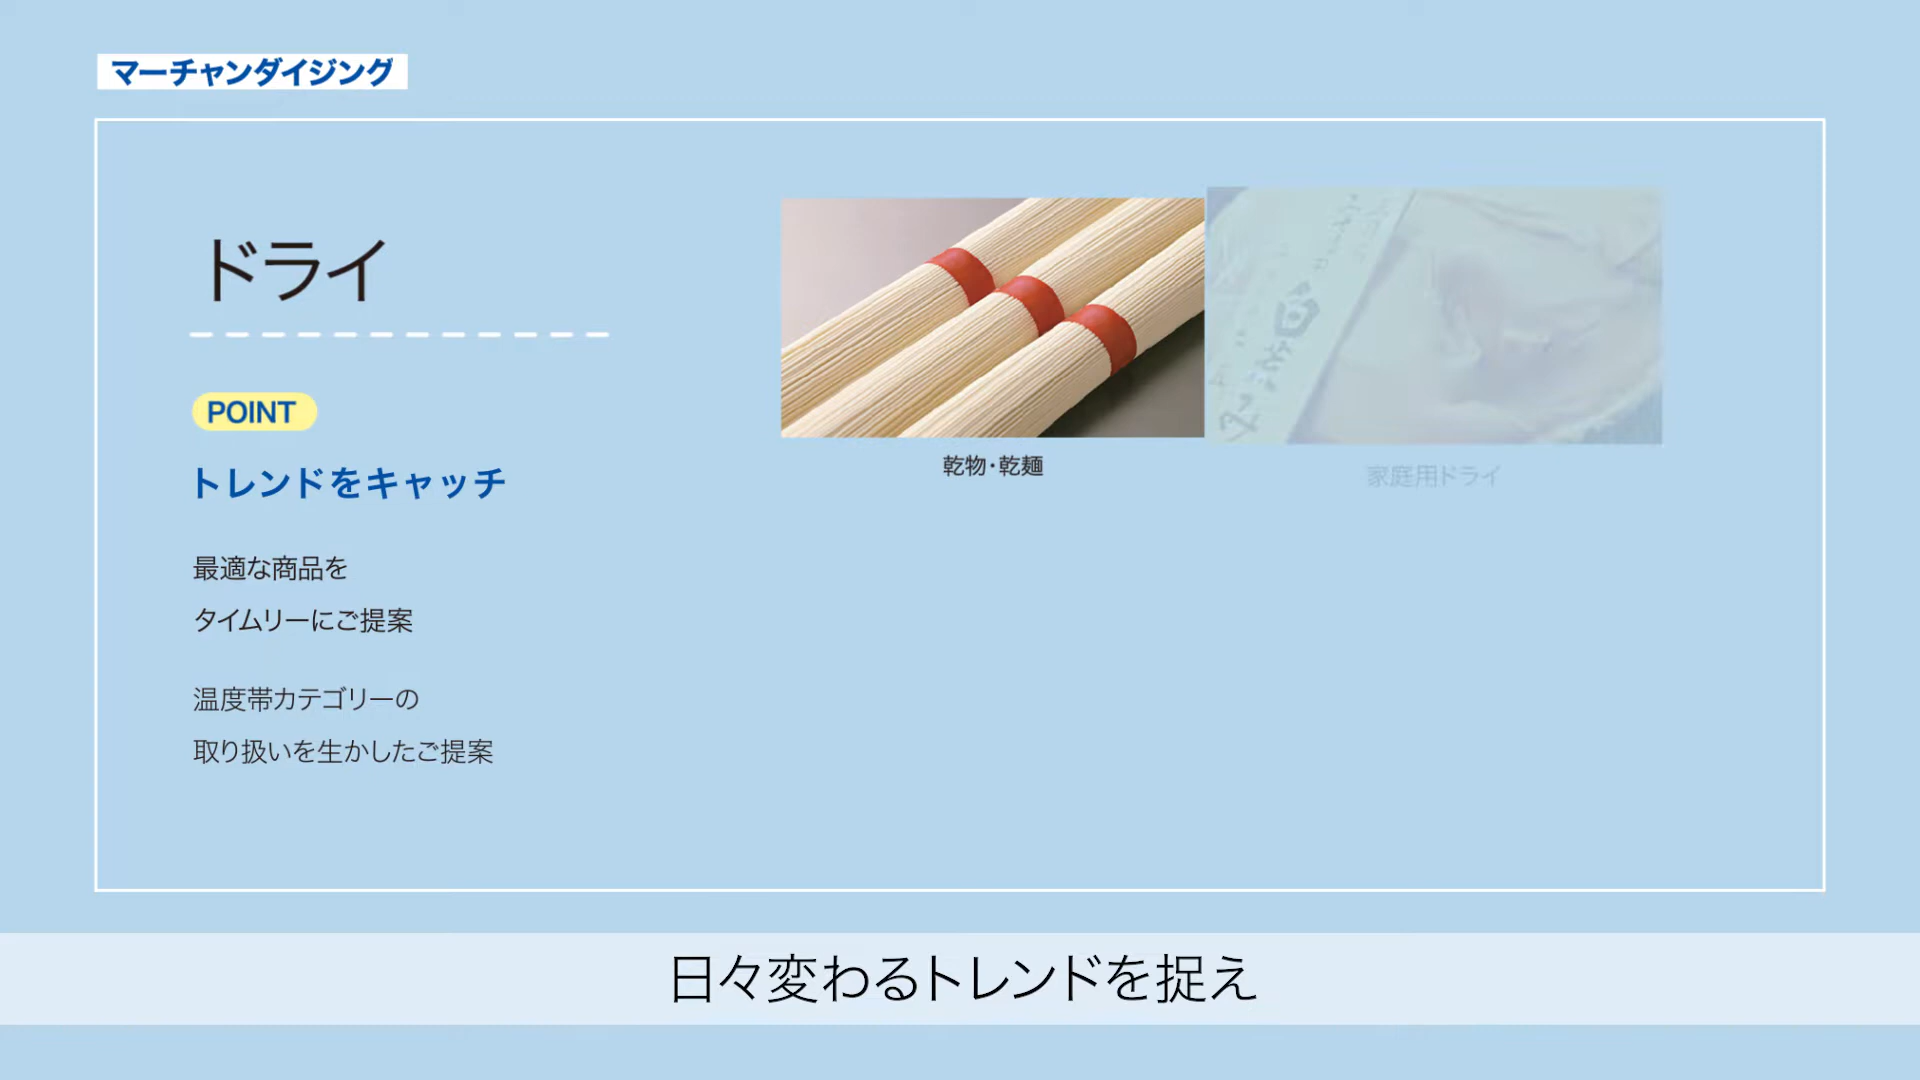 マーチャンダイジング
ドライ
POINT
トレンドをキャッチ
最適な商品を
タイムリーにご提案
温度帯カテゴリーの
取り扱いを生かしたご提案
乾物・乾麺
家庭用ドライ
日々変わるトレンドを捉え